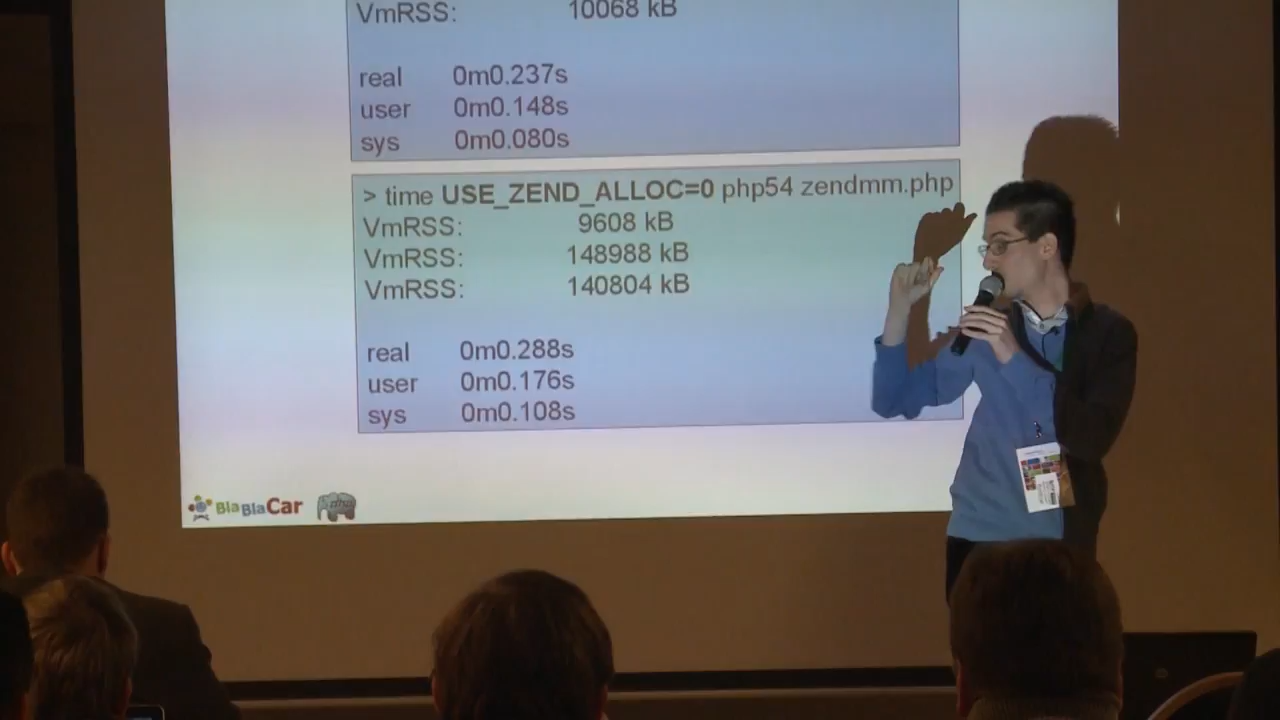 VmRSS: 10068 kB
real 0m0.237s
user 0m0.148s
sys 0m0.080s
> time USE_ZEND_ALLOC=0 php54 zendmm.php
VmRSS: 9608 kB
VmRSS: 148988 kB
VmRSS: 140804 kB
real 0m0.288s
user 0m0.176s
sys 0m0.108s
BlaBlaCar php